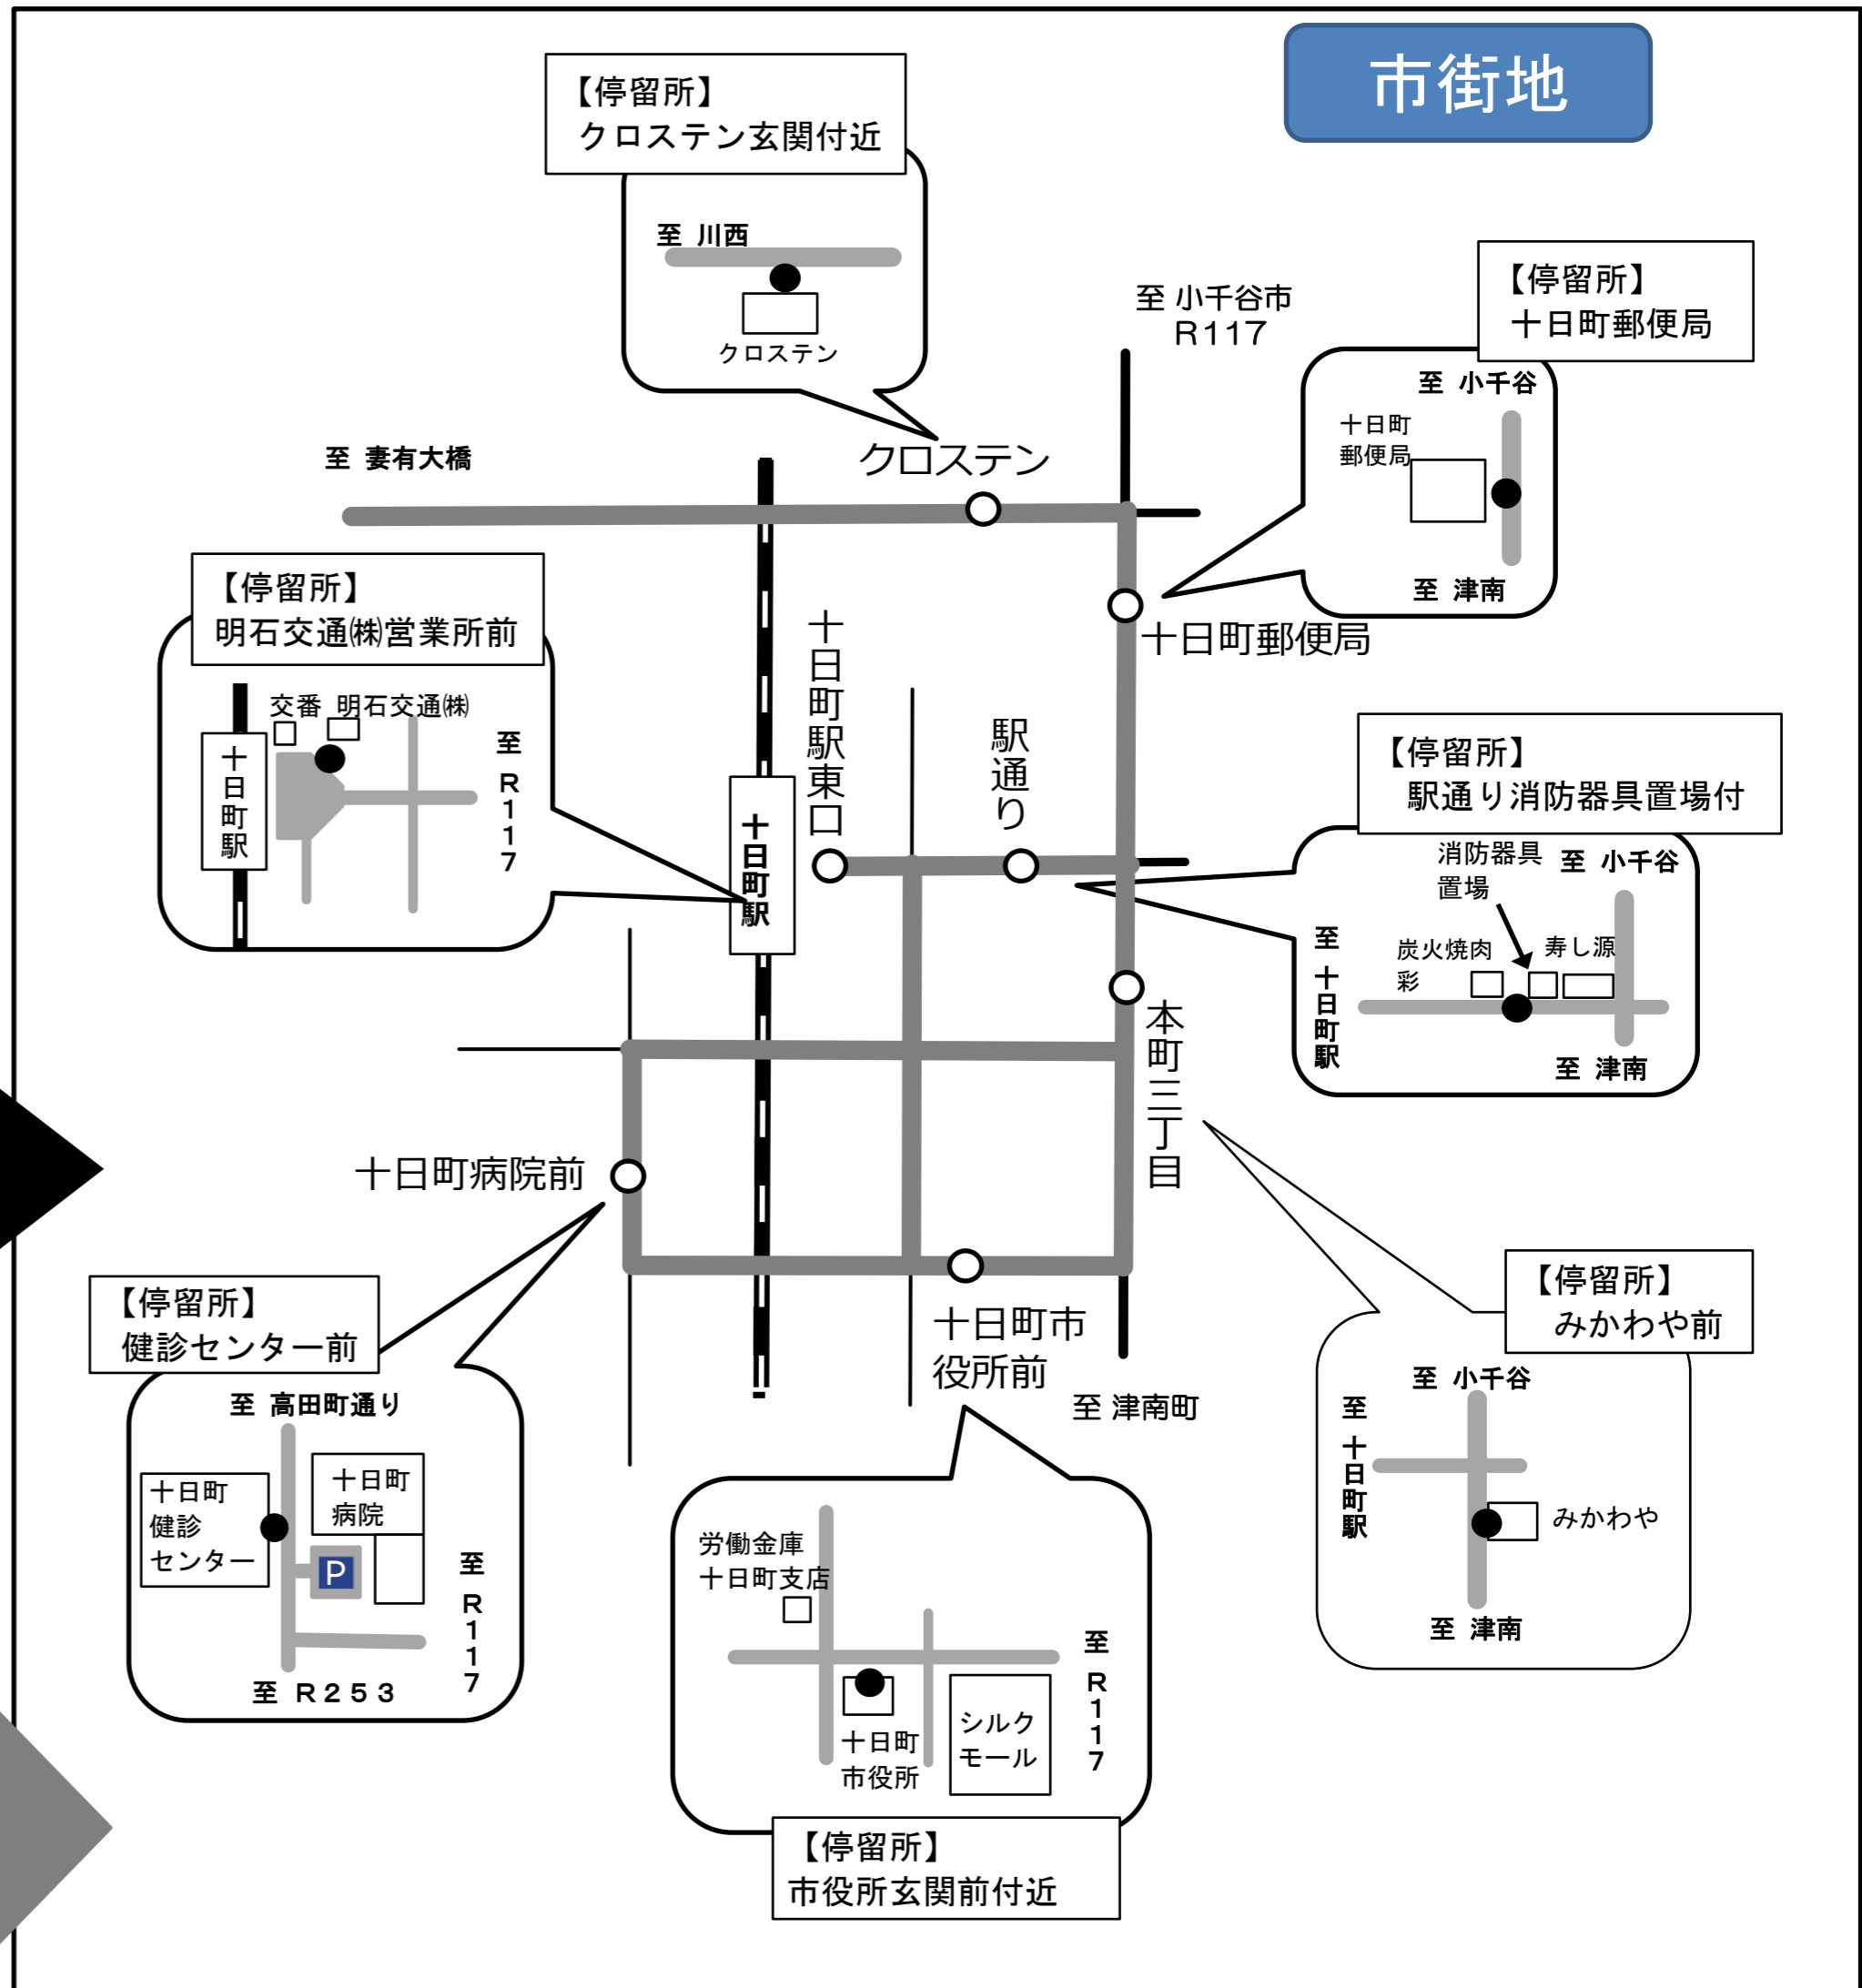 市街地
【停留所】
クロステン玄関付近
至 川西
クロステン
至 小千谷市
R117
【停留所】
十日町郵便局
至 小千谷
十日町
郵便局
至 津南
至 妻有大橋
クロステン
十日町郵便局
【停留所】
明石交通㈱営業所前
交番 明石交通㈱
十日町駅
至 R117
十日町駅東口
駅通り
十日町駅
【停留所】
駅通り消防器具置場付
消防器具
置場
至 小千谷
炭火焼肉
彩
寿し源
至 十日町駅
至 津南
本町三丁目
十日町病院前
【停留所】
健診センター前
至 高田町通り
十日町
健診
センター
十日町
病院
P
至 R117
至 R253
十日町市
役所前
至 津南町
【停留所】
みかわや前
至 小千谷
至 十日町駅
みかわや
至 津南
労働金庫
十日町支店
至 R117
十日町
市役所
シルク
モール
【停留所】
市役所玄関前付近